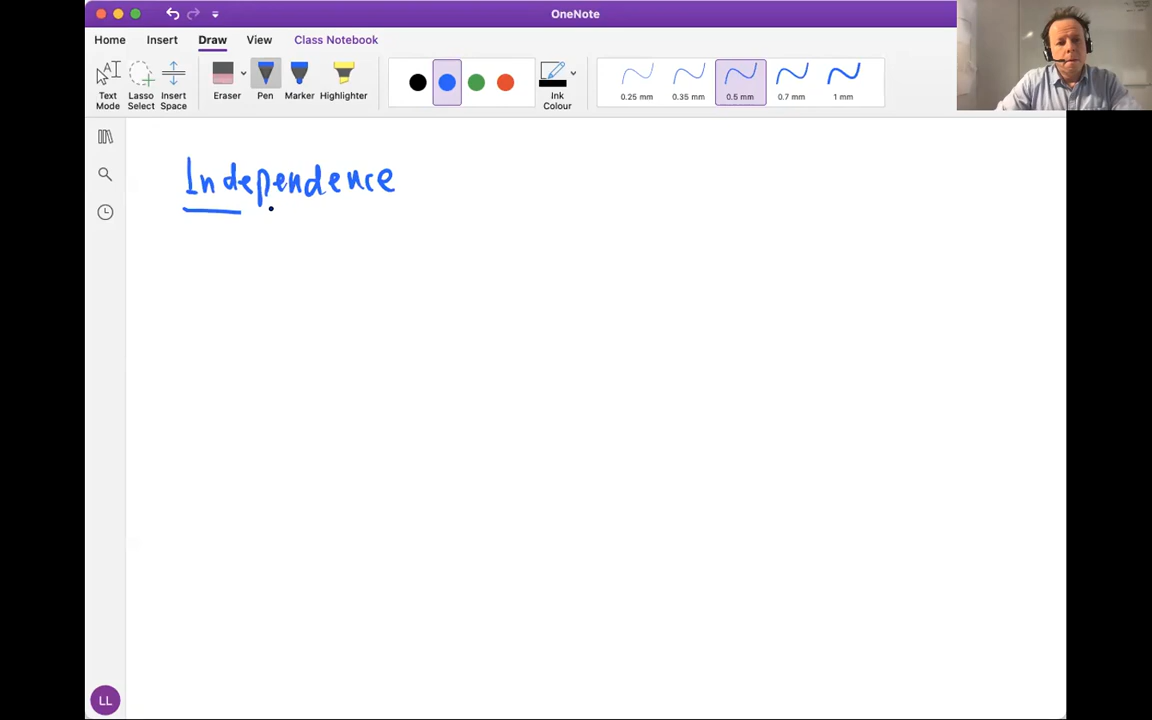 OneNote
Home Insert Draw View Class Notebook
Text Mode
Lasso Select
Insert Space
Eraser
Pen
Marker
Highlighter
Ink Colour
0.25 mm
0.35 mm
0.5 mm
0.7 mm
1 mm
Independence
LL